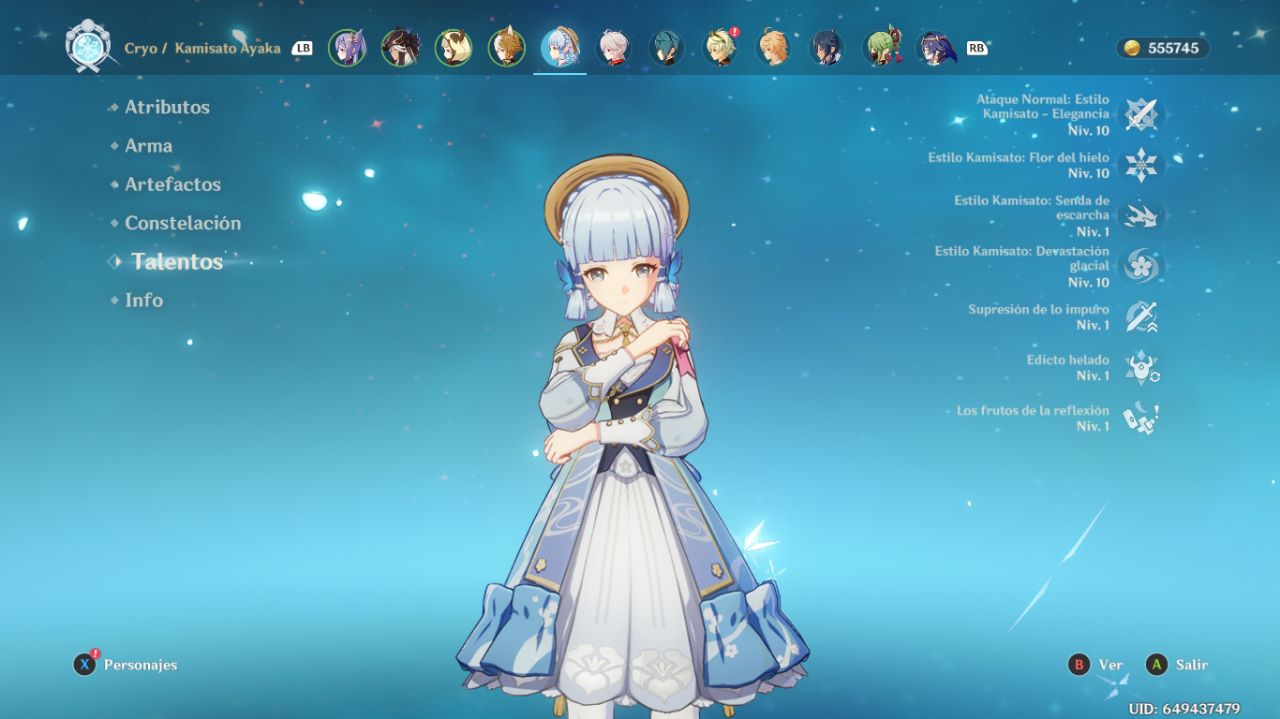 Cryo / Kamisato Ayaka LB RB 555745
Atributos
Arma
Artefactos
Constelación
Talentos
Info
Ataque Normal: Estilo
Kamisato – Elegancia
Niv. 10
Estilo Kamisato: Flor del hielo
Niv. 10
Estilo Kamisato: Senda de
escarcha
Niv. 1
Estilo Kamisato: Devastación
glacial
Niv. 10
Supresión de lo impuro
Niv. 1
Edicto helado
Niv. 1
Los frutos de la reflexión
Niv. 1
X Personajes
B Ver A Salir
UID: 649437479